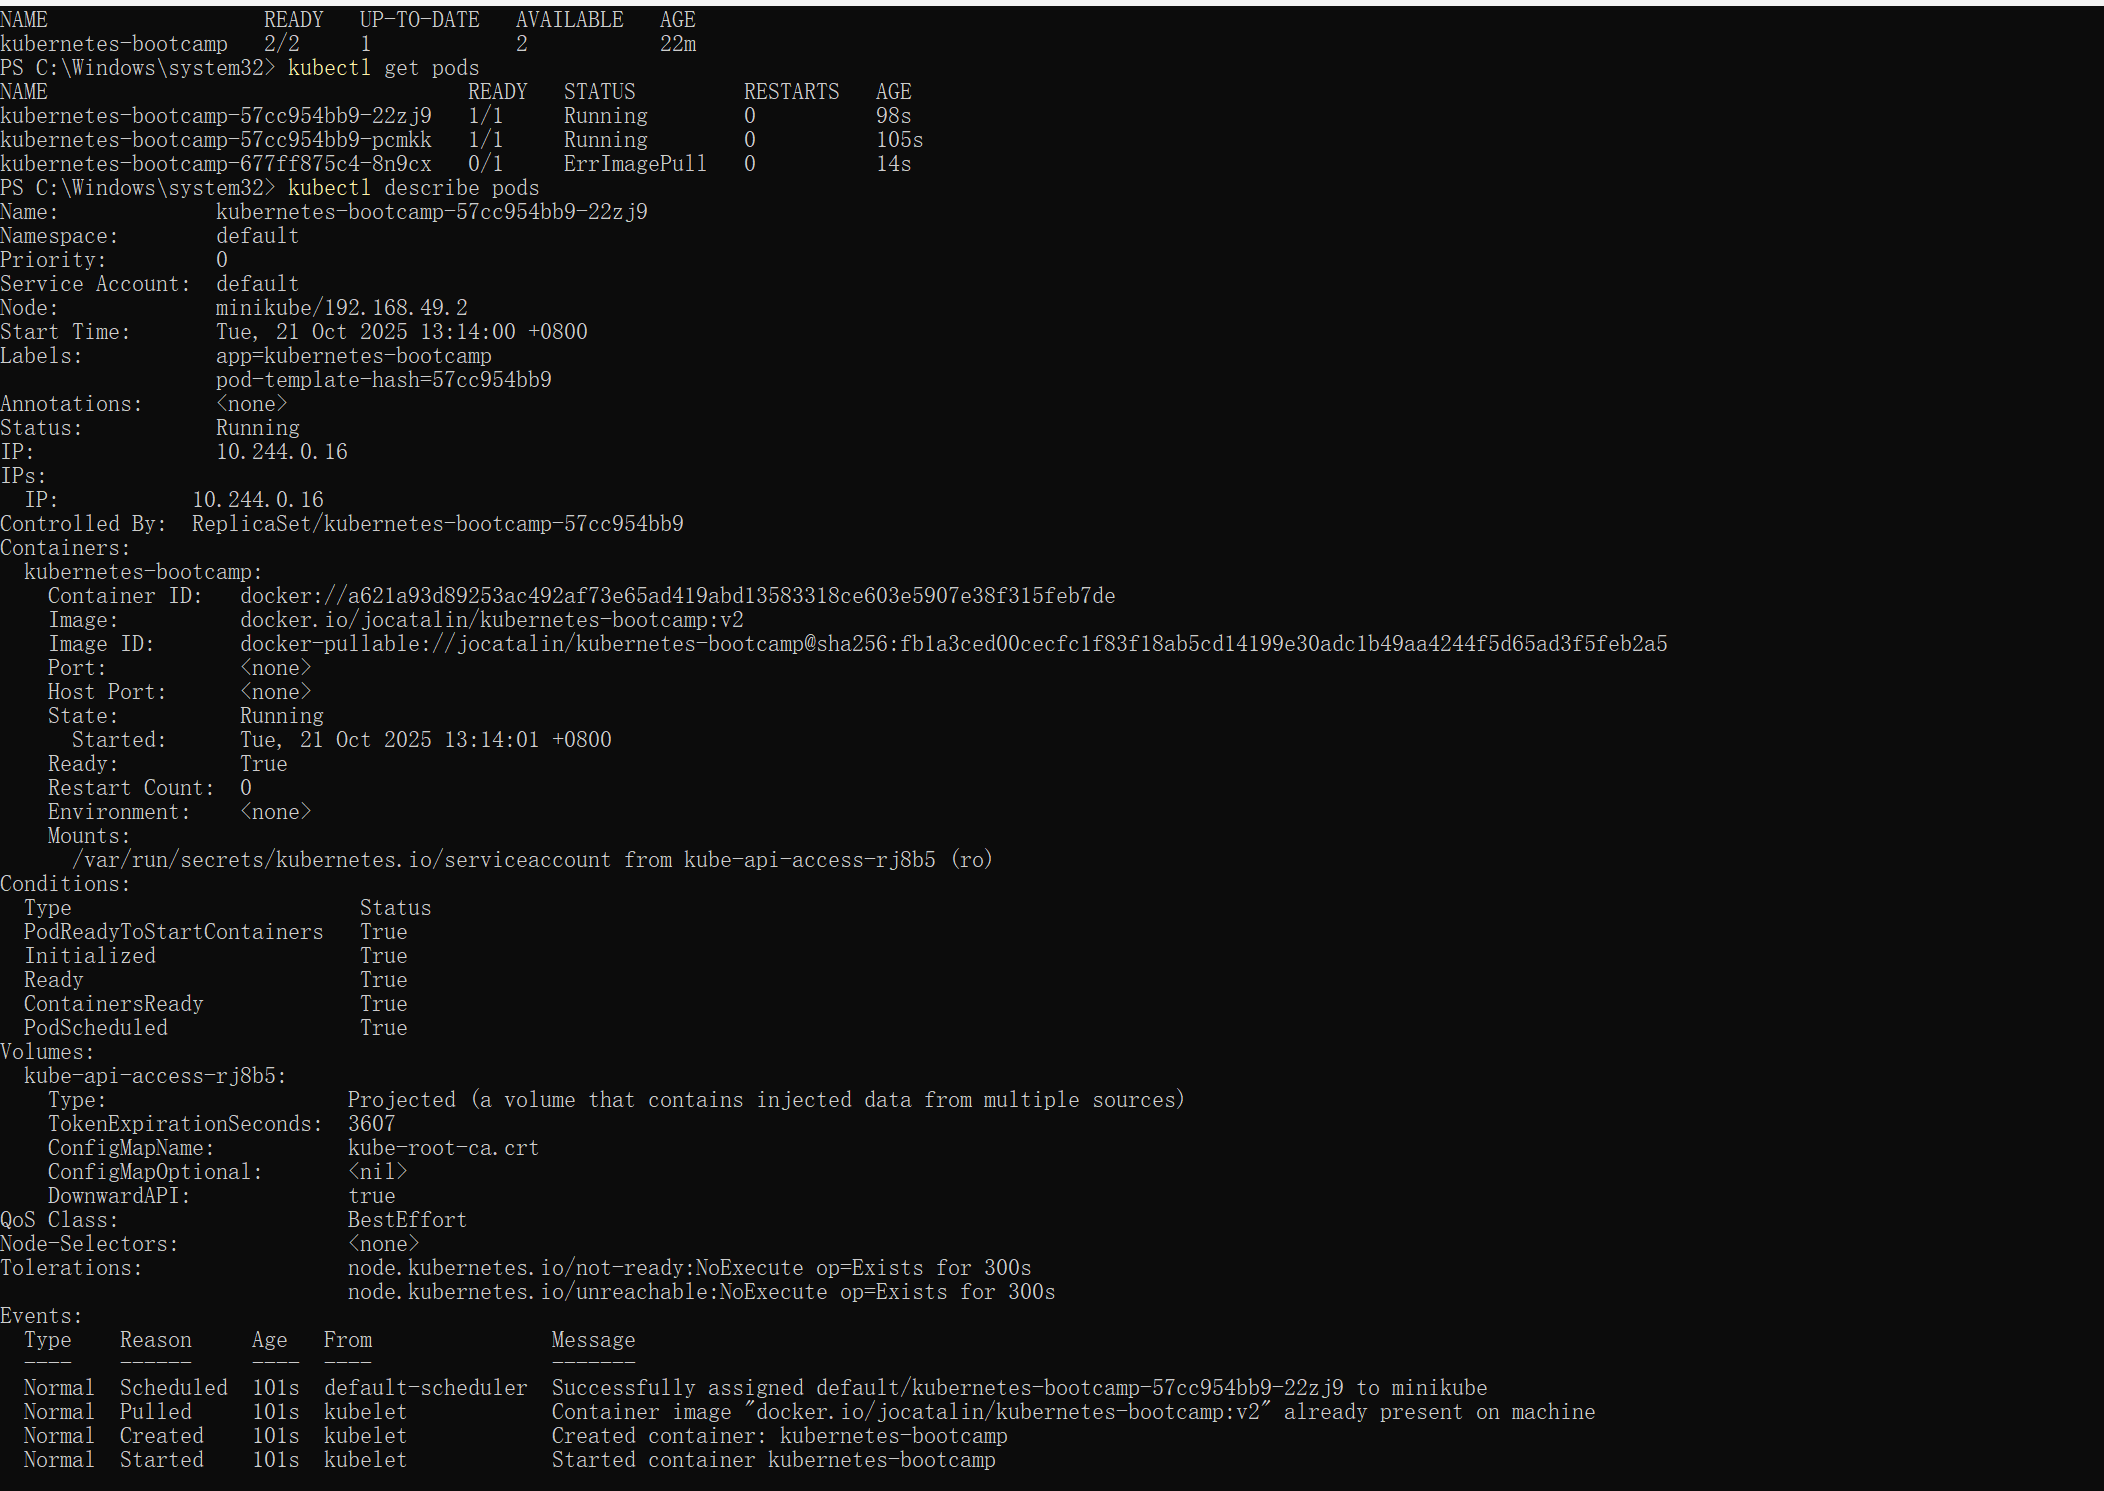 NAME                  READY   UP-TO-DATE   AVAILABLE   AGE
kubernetes-bootcamp   2/2     1            2           22m
PS C:\Windows\system32> kubectl get pods
NAME                                   READY   STATUS         RESTARTS   AGE
kubernetes-bootcamp-57cc954bb9-22zj9   1/1     Running        0          98s
kubernetes-bootcamp-57cc954bb9-pcmkk   1/1     Running        0          105s
kubernetes-bootcamp-677ff875c4-8n9cx   0/1     ErrImagePull   0          14s
PS C:\Windows\system32> kubectl describe pods
Name:             kubernetes-bootcamp-57cc954bb9-22zj9
Namespace:        default
Priority:         0
Service Account:  default
Node:             minikube/192.168.49.2
Start Time:       Tue, 21 Oct 2025 13:14:00 +0800
Labels:           app=kubernetes-bootcamp
                  pod-template-hash=57cc954bb9
Annotations:      <none>
Status:           Running
IP:               10.244.0.16
IPs:
  IP:           10.244.0.16
Controlled By:  ReplicaSet/kubernetes-bootcamp-57cc954bb9
Containers:
  kubernetes-bootcamp:
    Container ID:   docker://a621a93d89253ac492af73e65ad419abd13583318ce603e5907e38f315feb7de
    Image:          docker.io/jocatalin/kubernetes-bootcamp:v2
    Image ID:       docker-pullable://jocatalin/kubernetes-bootcamp@sha256:fb1a3ced00cecfc1f83f18ab5cd14199e30adc1b49aa4244f5d65ad3f5feb2a5
    Port:           <none>
    Host Port:      <none>
    State:          Running
      Started:      Tue, 21 Oct 2025 13:14:01 +0800
    Ready:          True
    Restart Count:  0
    Environment:    <none>
    Mounts:
      /var/run/secrets/kubernetes.io/serviceaccount from kube-api-access-rj8b5 (ro)
Conditions:
  Type                        Status
  PodReadyToStartContainers   True
  Initialized                 True
  Ready                       True
  ContainersReady             True
  PodScheduled                True
Volumes:
  kube-api-access-rj8b5:
    Type:                    Projected (a volume that contains injected data from multiple sources)
    TokenExpirationSeconds:  3607
    ConfigMapName:           kube-root-ca.crt
    ConfigMapOptional:       <nil>
    DownwardAPI:             true
QoS Class:                   BestEffort
Node-Selectors:              <none>
Tolerations:                 node.kubernetes.io/not-ready:NoExecute op=Exists for 300s
                             node.kubernetes.io/unreachable:NoExecute op=Exists for 300s
Events:
  Type    Reason     Age   From               Message
  ----    ------     ----  ----               -------
  Normal  Scheduled  101s  default-scheduler  Successfully assigned default/kubernetes-bootcamp-57cc954bb9-22zj9 to minikube
  Normal  Pulled     101s  kubelet            Container image "docker.io/jocatalin/kubernetes-bootcamp:v2" already present on machine
  Normal  Created    101s  kubelet            Created container: kubernetes-bootcamp
  Normal  Started    101s  kubelet            Started container kubernetes-bootcamp